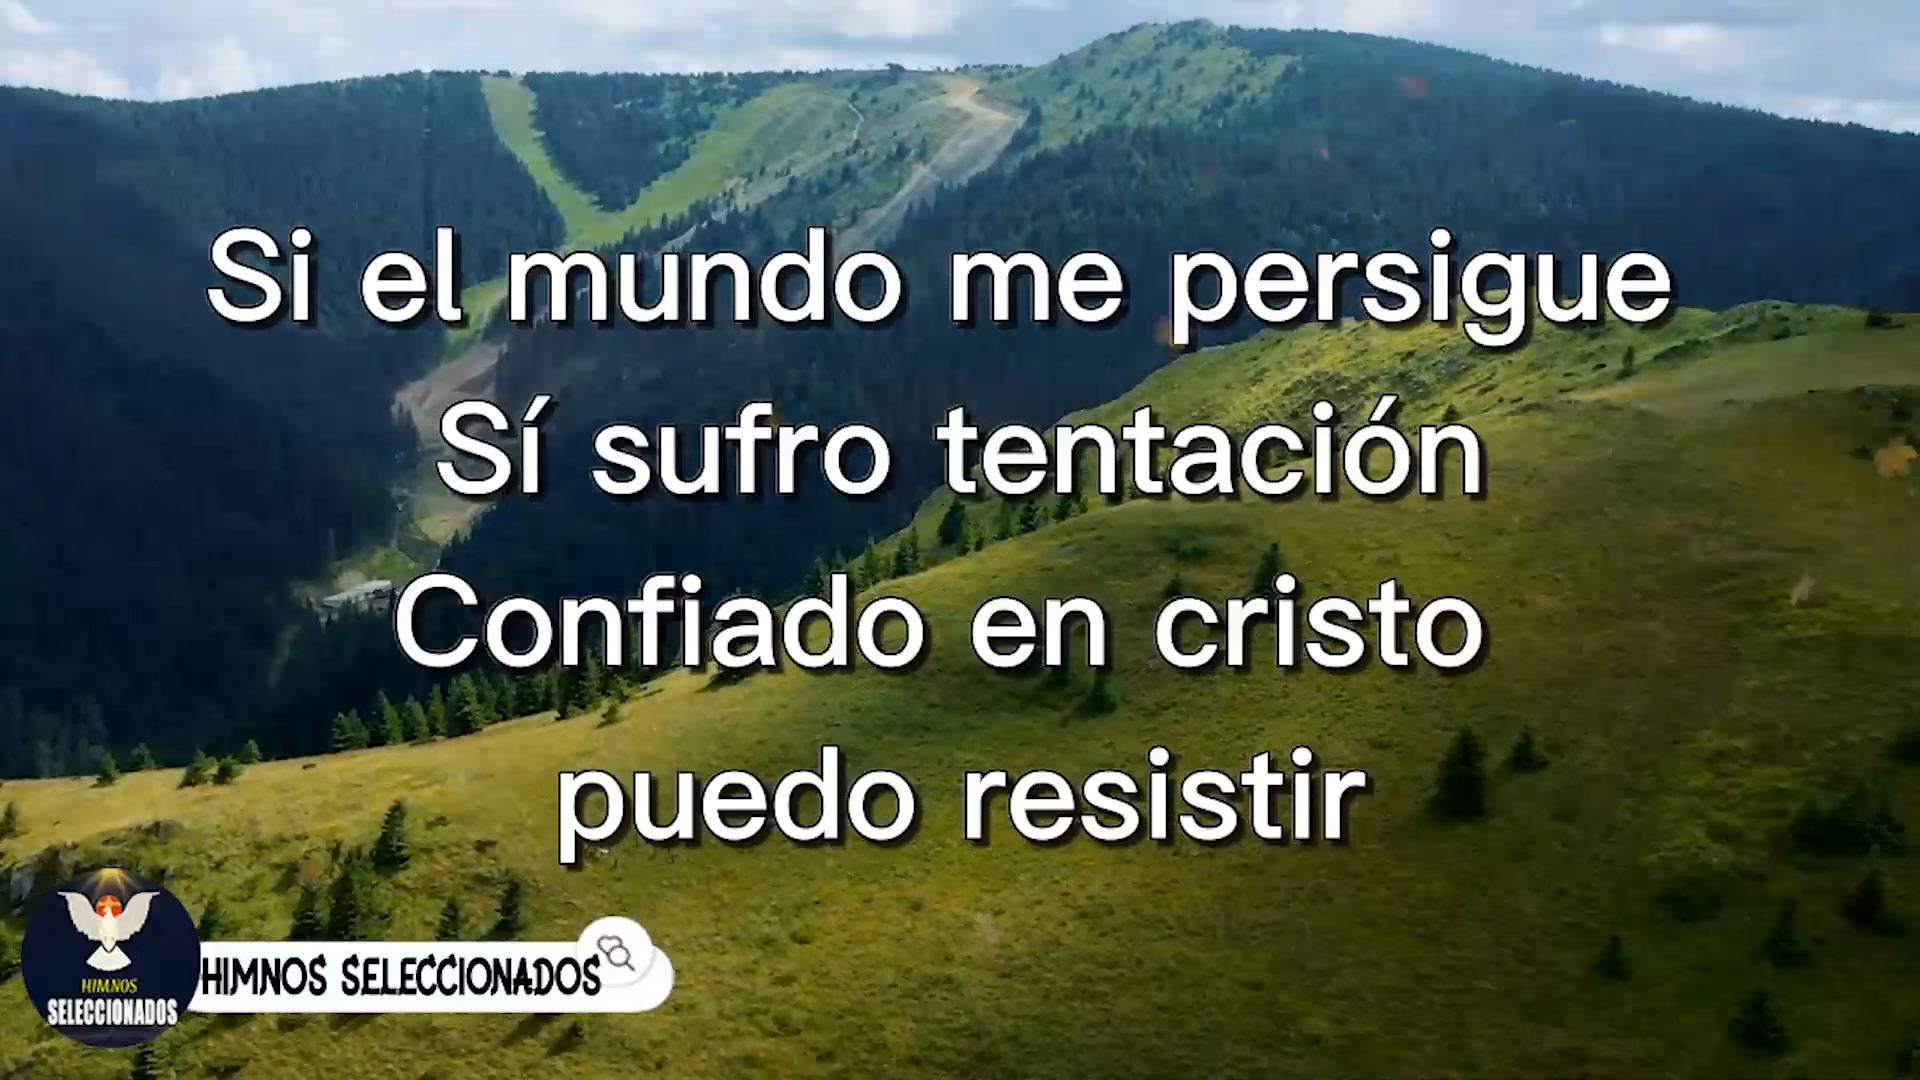 Si el mundo me persigue
Sí sufro tentación
Confiado en cristo
puedo resistir
HIMNOS
SELECCIONADOS
HIMNOS SELECCIONADOS